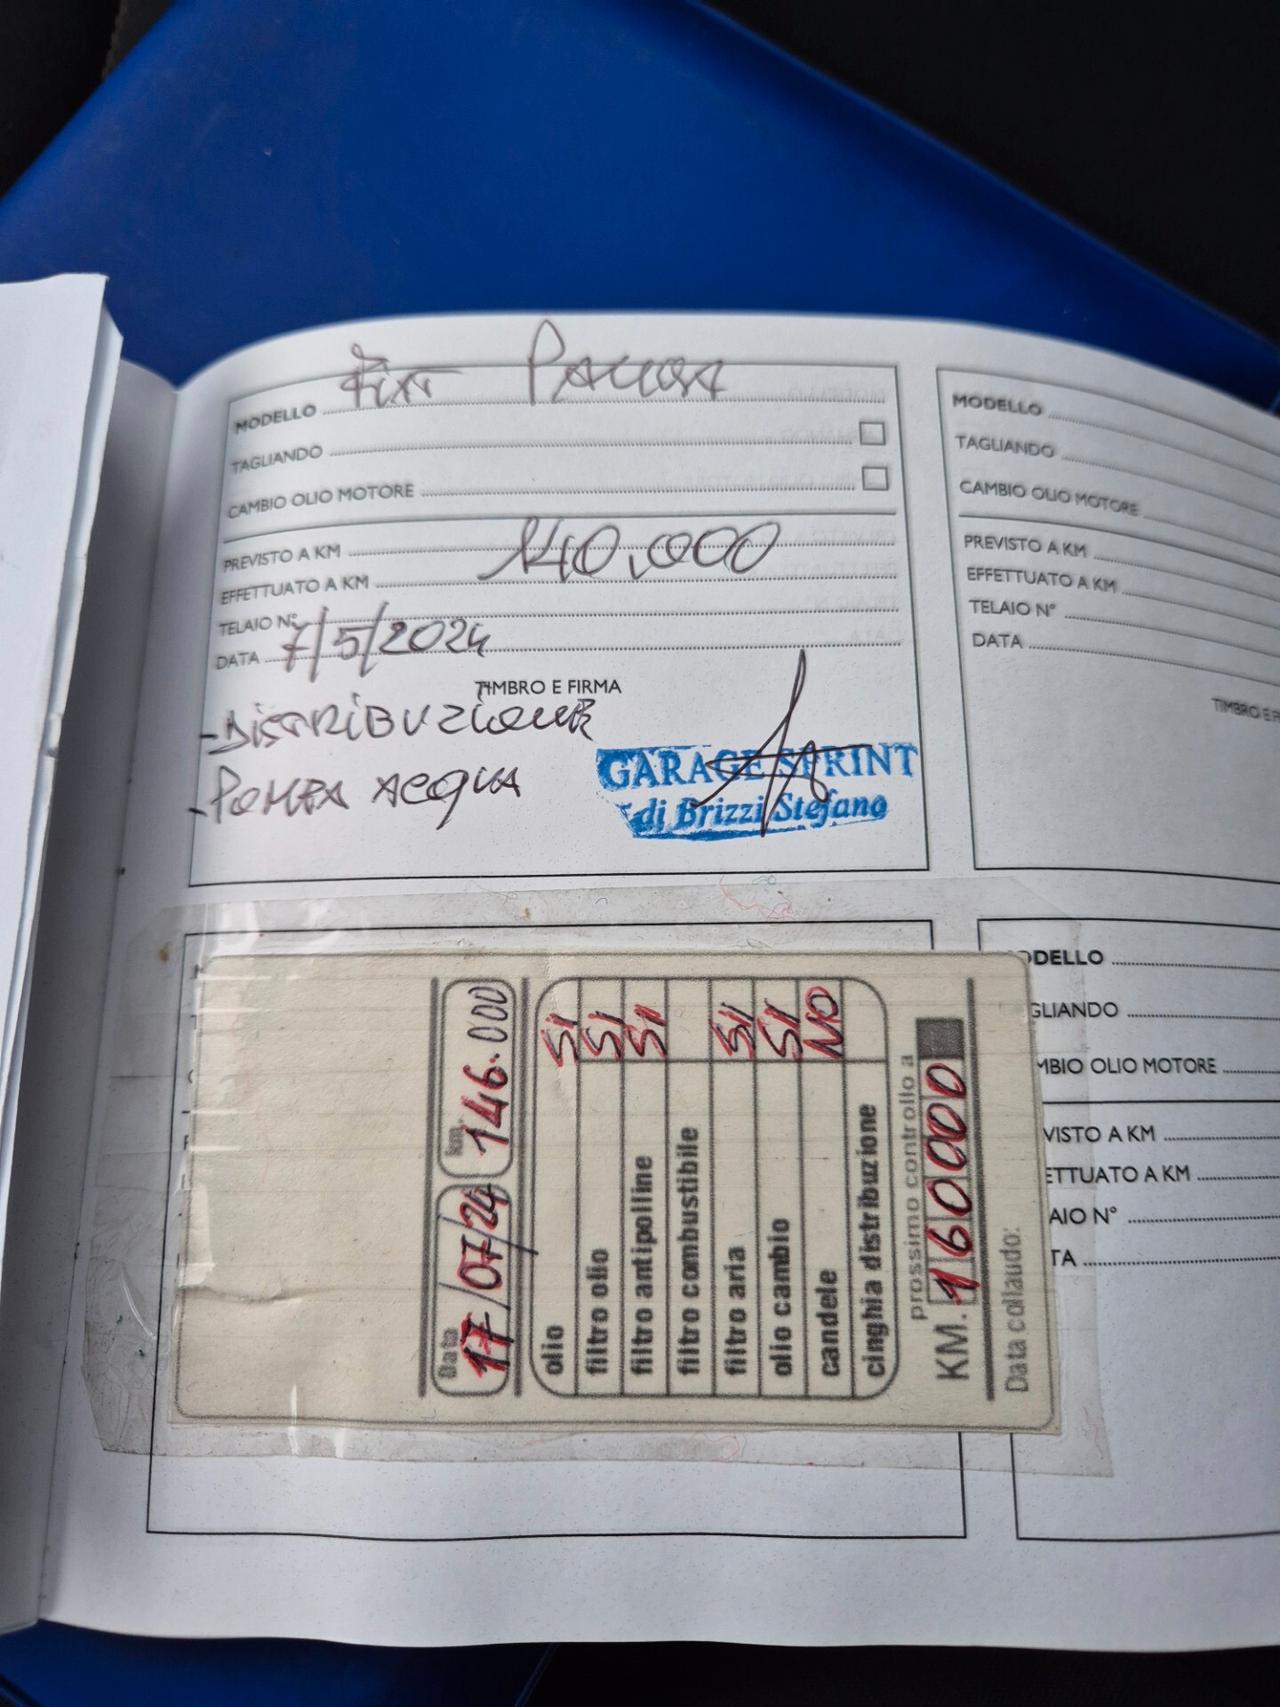 MODELLO Fiat PANDA
TAGLIANDO
CAMBIO OLIO MOTORE
PREVISTO A KM 140.000
EFFETTUATO A KM
TELAIO N°
DATA 7/5/2024
TIMBRO E FIRMA
- DISTRIBUZIONE
- POMPA ACQUA
GARAGE SPRINT
di Brizzi Stefano
MODELLO
TAGLIANDO
CAMBIO OLIO MOTORE
PREVISTO A KM
EFFETTUATO A KM
TELAIO N°
DATA
TIMBRO E FI
Data 17/07/24 km. 146.000
olio SI
filtro olio SI
filtro antipolline SI
filtro combustibile
filtro aria SI
olio cambio SI
candele NO
cinghia distribuzione
prossimo controllo a
KM. 160000
Data collaudo:
ODELLO
GLIANDO
MBIO OLIO MOTORE
VISTO A KM
ETTUATO A KM
AIO N°
TA